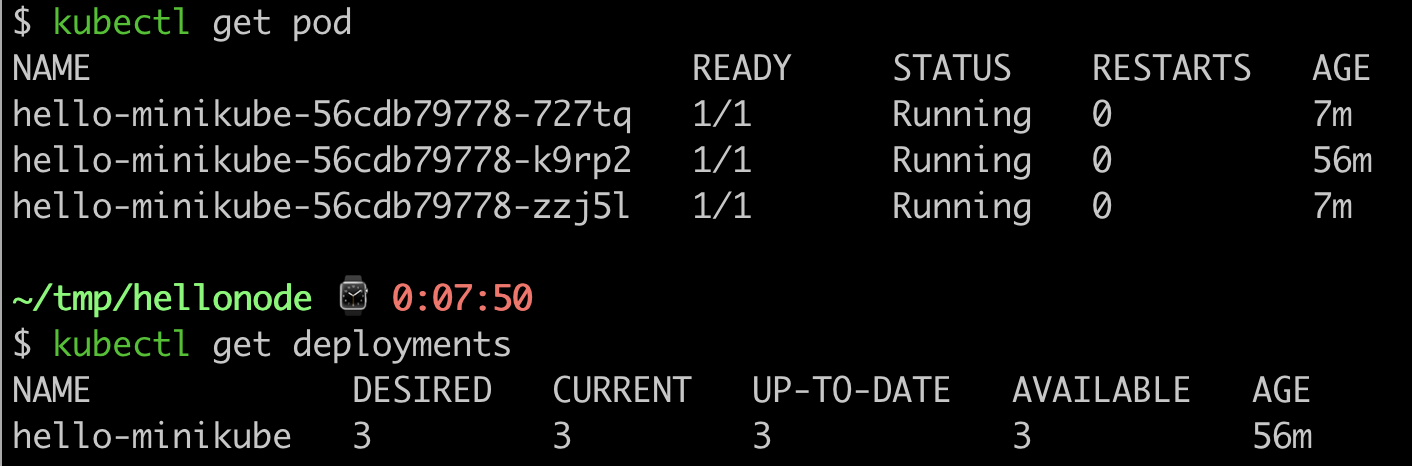 $ kubectl get pod
NAME READY STATUS RESTARTS AGE
hello-minikube-56cdb79778-727tq 1/1 Running 0 7m
hello-minikube-56cdb79778-k9rp2 1/1 Running 0 56m
hello-minikube-56cdb79778-zzj5l 1/1 Running 0 7m
~/tmp/hellonode ⌚ 0:07:50
$ kubectl get deployments
NAME DESIRED CURRENT UP-TO-DATE AVAILABLE AGE
hello-minikube 3 3 3 3 56m